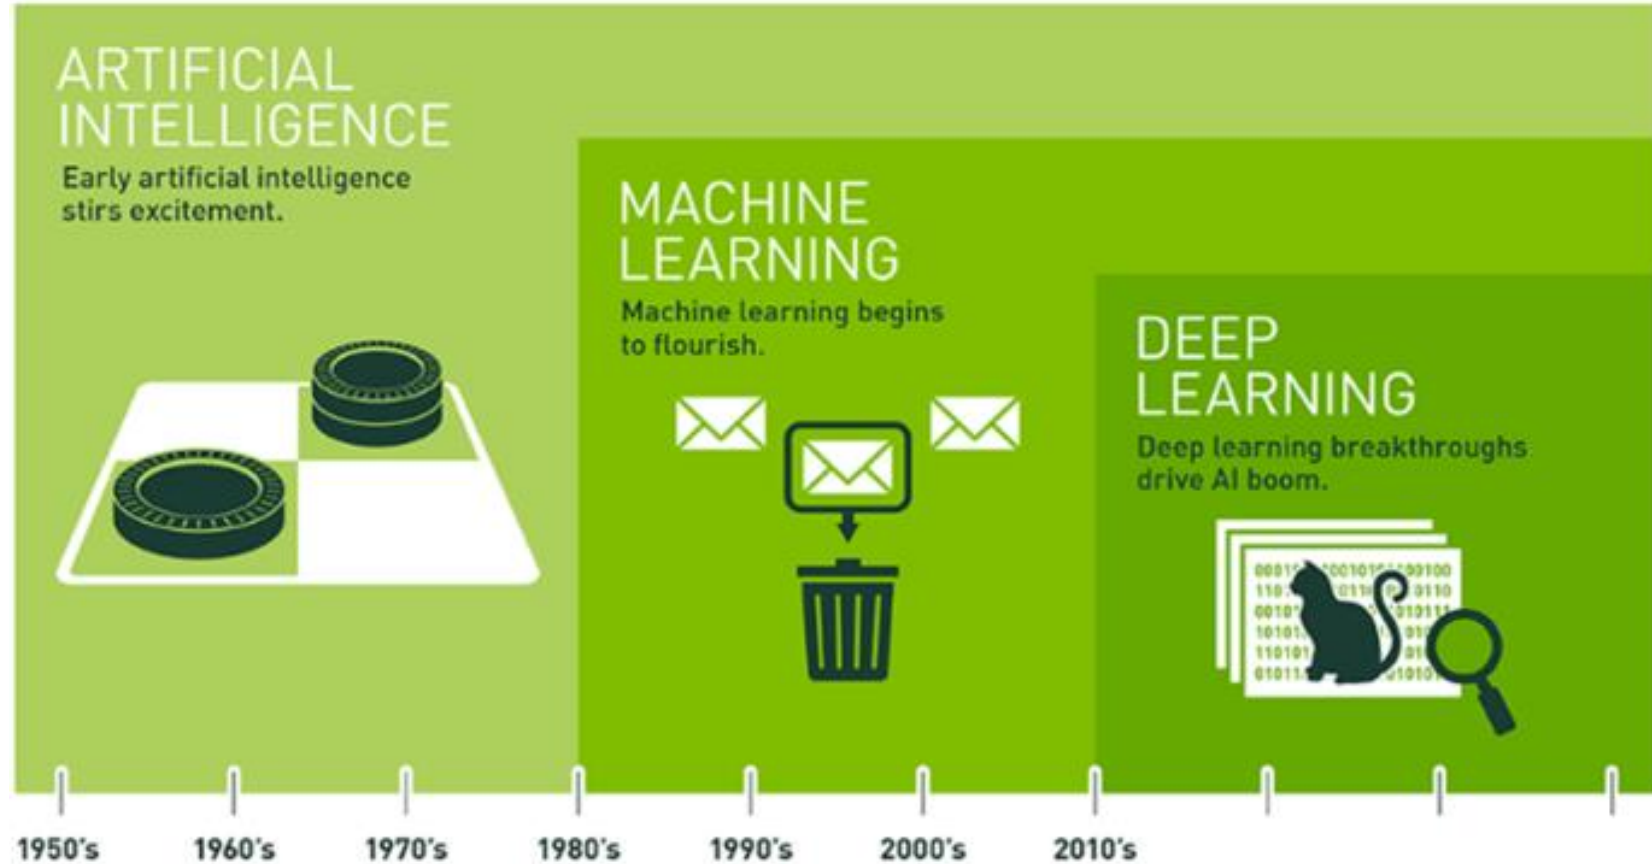 ARTIFICIAL
INTELLIGENCE
Early artificial intelligence
stirs excitement.
MACHINE
LEARNING
Machine learning begins
to flourish.
DEEP
LEARNING
Deep learning breakthroughs
drive AI boom.
1950's 1960's 1970's 1980's 1990's 2000's 2010's